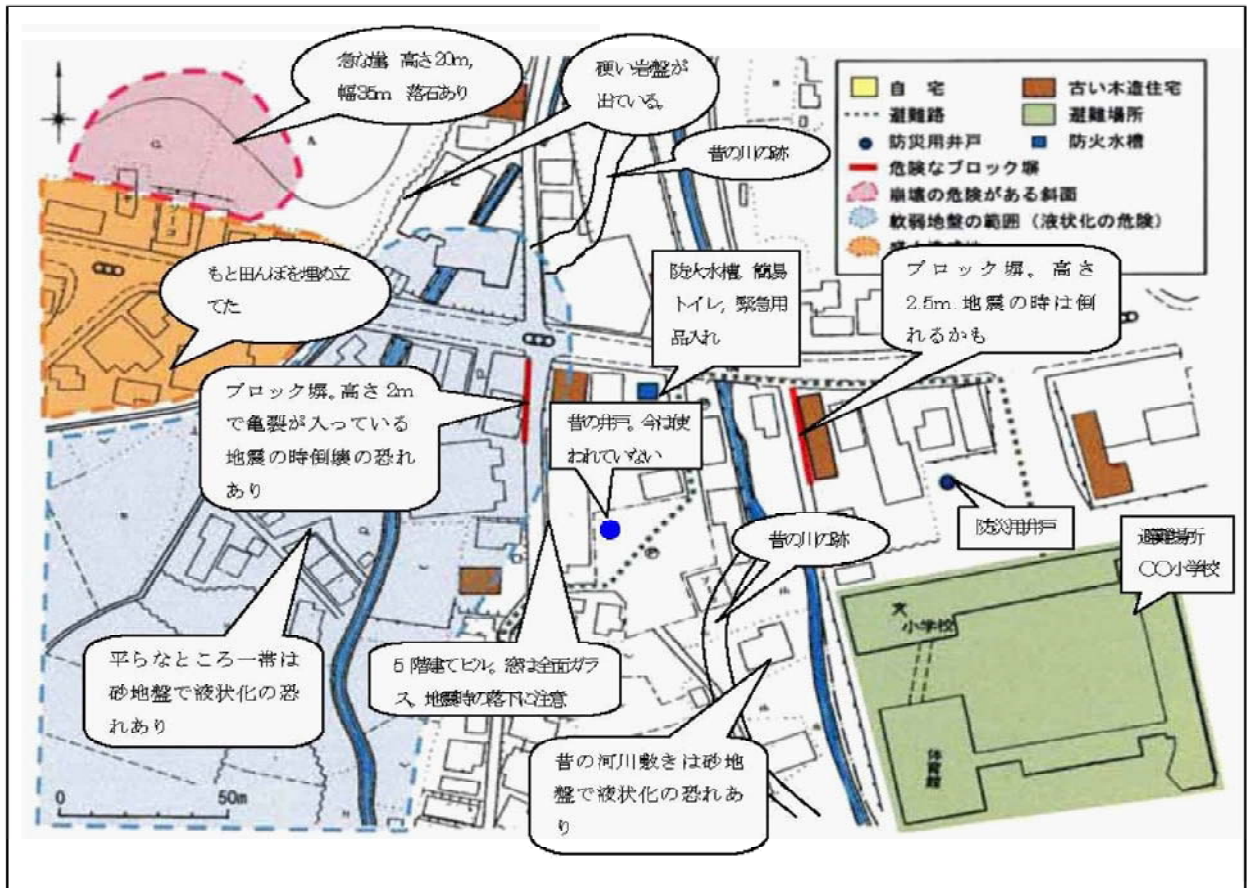 急な崖 高さ20m,
幅35m 落石あり
硬い岩盤が
出ている。
昔の川の跡
自宅
古い木造住宅
避難路
避難場所
防災用井戸
防火水槽
危険なブロック塀
崩壊の危険がある斜面
軟弱地盤の範囲（液状化の危険）
もと田んぼを埋め立
てた
防火水槽、簡易
トイレ，緊急用
品入れ
ブロック塀。高さ
2.5m 地震の時は倒
れるかも
ブロック塀。高さ2m
で亀裂が入っている
地震の時倒壊の恐れ
あり
昔の井戸。今は使
われていない
防災用井戸
昔の川の跡
避難場所
〇〇小学校
文
小学校
平らなところ一帯は
砂地盤で液状化の恐
れあり
5階建てビル。窓は全面ガラ
ス、地震時の落下に注意
昔の河川敷きは砂地
盤で液状化の恐れあ
り
体育館
0 50m